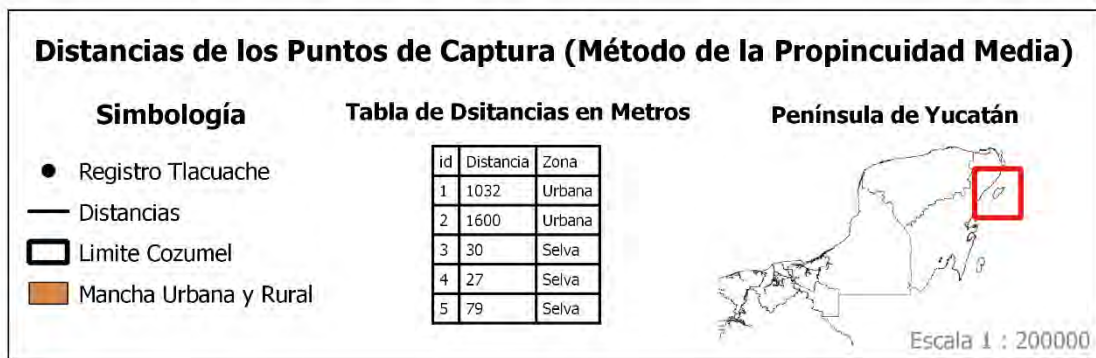 Distancias de los Puntos de Captura (Método de la Propincuidad Media)
Simbología
Registro Tlacuache
Distancias
Limite Cozumel
Mancha Urbana y Rural
Tabla de Dsitancias en Metros
id Distancia Zona
1 1032 Urbana
2 1600 Urbana
3 30 Selva
4 27 Selva
5 79 Selva
Península de Yucatán
Escala 1 : 200000